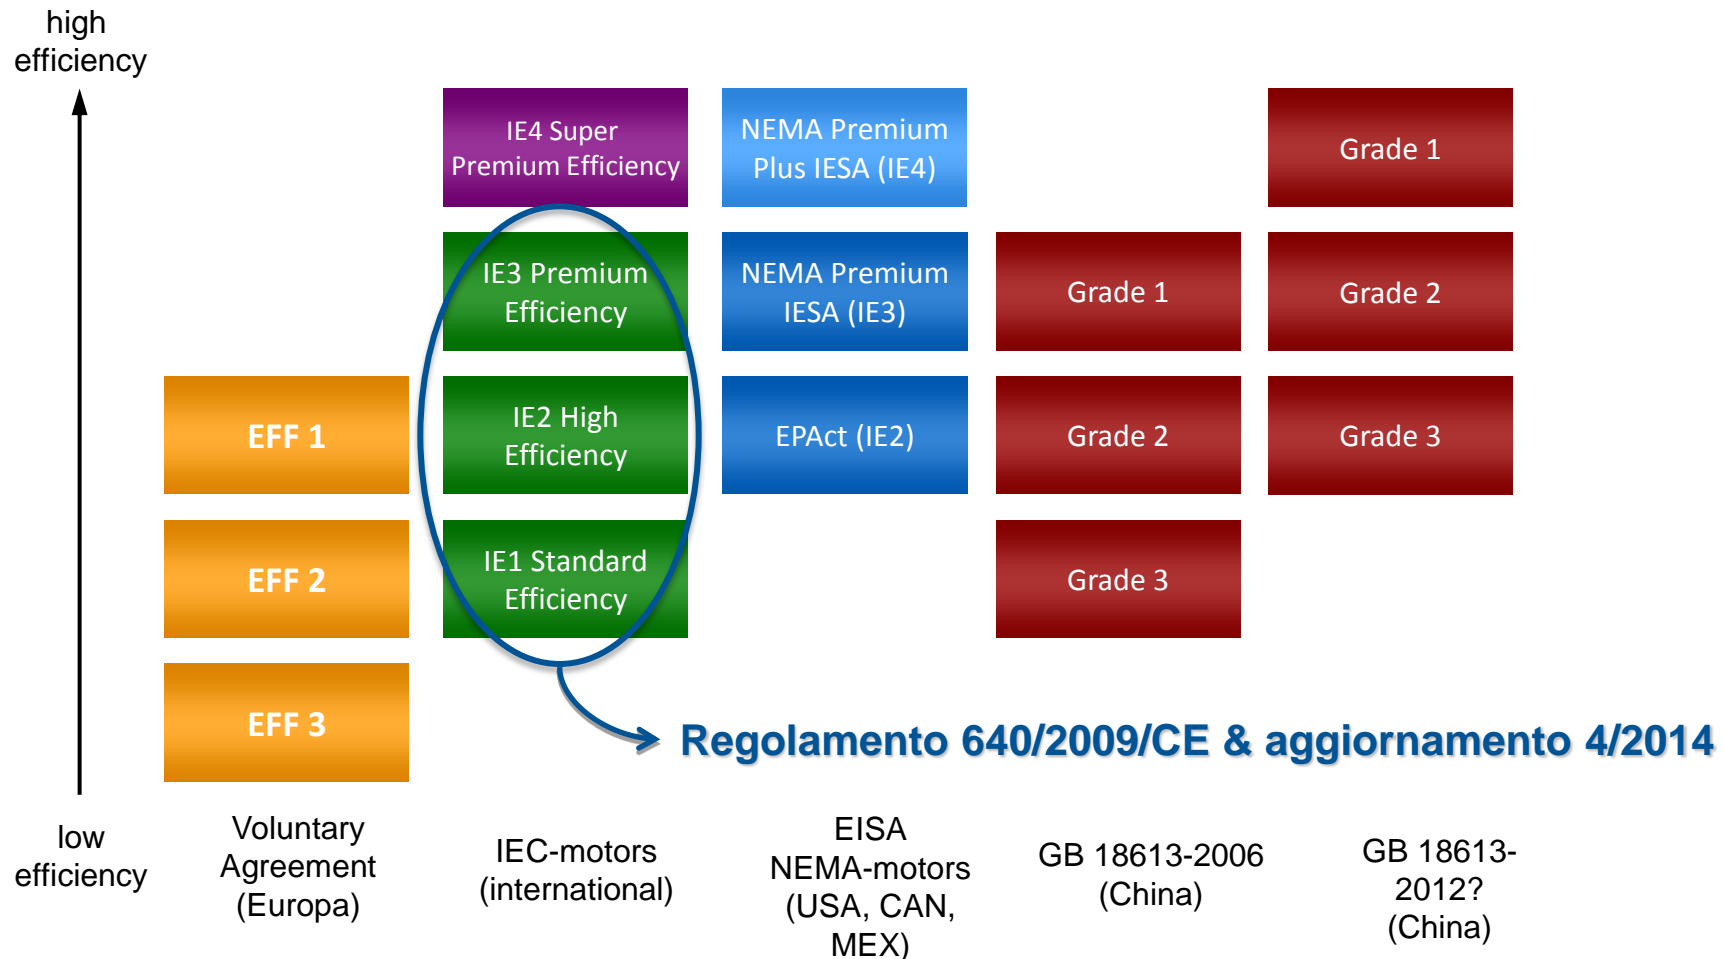 high
efficiency
IE4 Super
Premium Efficiency
NEMA Premium
Plus IESA (IE4)
Grade 1
IE3 Premium
Efficiency
NEMA Premium
IESA (IE3)
Grade 1
Grade 2
EFF 1
IE2 High
Efficiency
EPAct (IE2)
Grade 2
Grade 3
EFF 2
IE1 Standard
Efficiency
Grade 3
EFF 3
Regolamento 640/2009/CE & aggiornamento 4/2014
low
efficiency
Voluntary
Agreement
(Europa)
IEC-motors
(international)
EISA
NEMA-motors
(USA, CAN,
MEX)
GB 18613-2006
(China)
GB 18613-
2012?
(China)